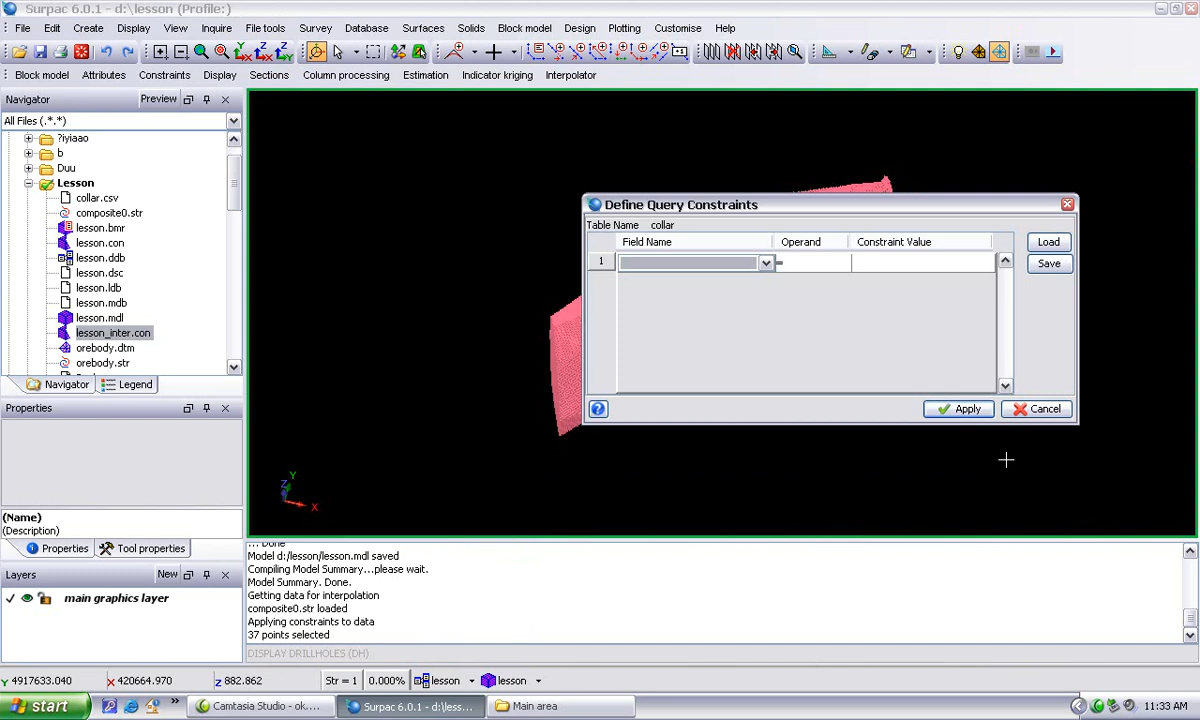 Surpac 6.0.1 - d:\lesson (Profile:)
File Edit Create Display View Inquire File tools Survey Database Surfaces Solids Block model Design Plotting Customise Help
Block model Attributes Constraints Display Sections Column processing Estimation Indicator kriging Interpolator
Navigator Preview
All Files (*.*)
?iyiaao
b
Duu
Lesson
collar.csv
composite0.str
lesson.bmr
lesson.con
lesson.ddb
lesson.dsc
lesson.ldb
lesson.mdb
lesson.mdl
lesson_inter.con
orebody.dtm
orebody.str
Navigator Legend
Properties
(Name)
(Description)
Properties Tool properties
Layers New
main graphics layer
Define Query Constraints
Table Name collar
Field Name Operand Constraint Value
1 =
Load
Save
Apply Cancel
Y
Z
X
... Done
Model d:/lesson/lesson.mdl saved
Compiling Model Summary...please wait.
Model Summary. Done.
Getting data for interpolation
composite0.str loaded
Applying constraints to data
37 points selected
DISPLAY DRILLHOLES (DH)
Y 4917633.040 X 420664.970 Z 882.862 Str = 1 0.000% lesson lesson
start Camtasia Studio - ok.... Surpac 6.0.1 - d:\less... Main area 11:33 AM